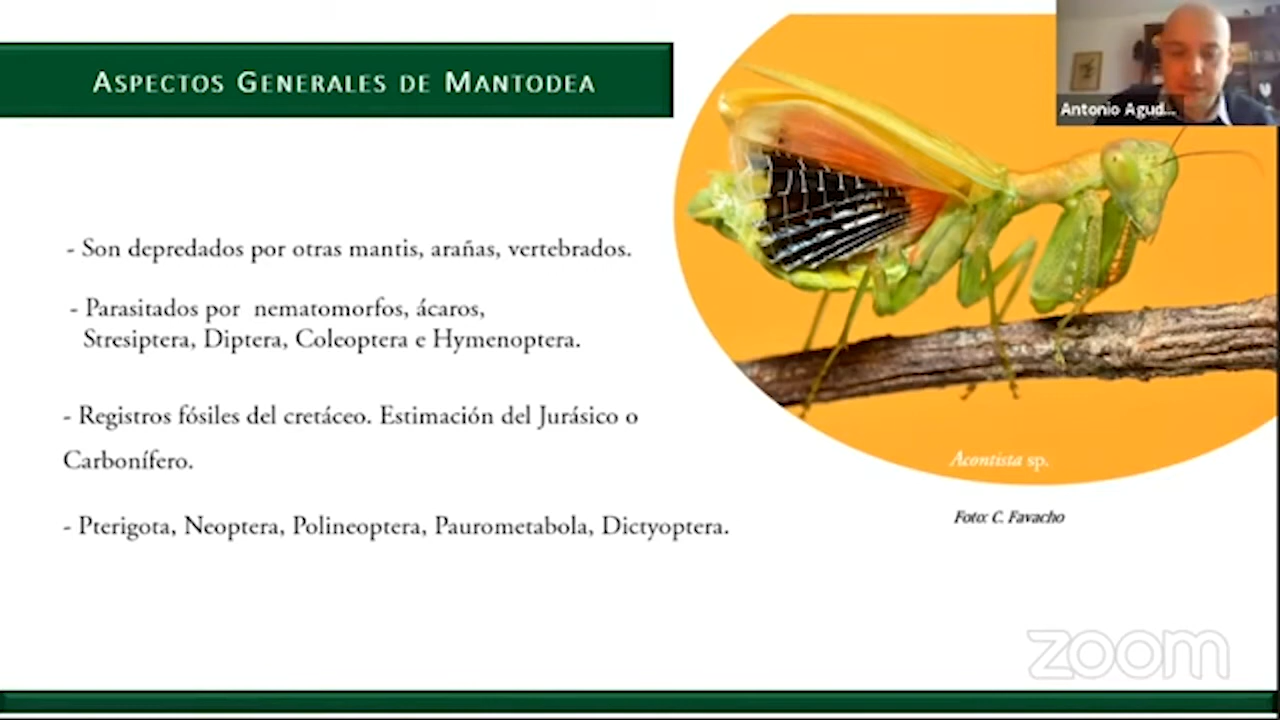 Aspectos Generales de Mantodea
Antonio Agud...
- Son depredados por otras mantis, arañas, vertebrados.
- Parasitados por nematomorfos, ácaros,
Stresiptera, Diptera, Coleoptera e Hymenoptera.
- Registros fósiles del cretáceo. Estimación del Jurásico o
Carbonífero.
- Pterigota, Neoptera, Polineoptera, Paurometabola, Dictyoptera.
Acontista sp.
Foto: C. Favacho
zoom